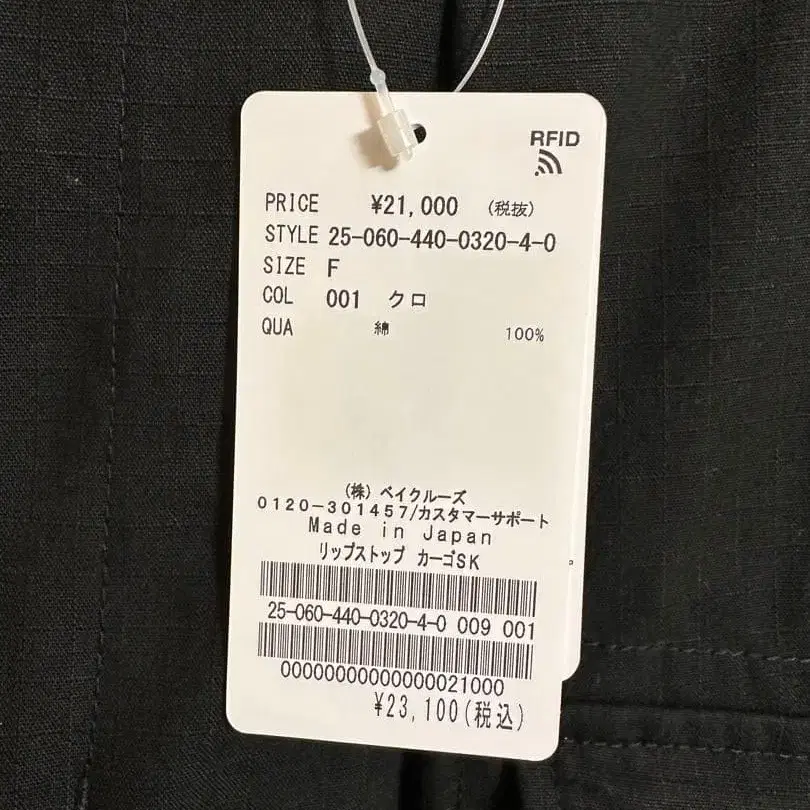 RFID
PRICE ¥21,000 (税抜)
STYLE 25-060-440-0320-4-0
SIZE F
COL 001 クロ
QUA 綿 100%
(株) ベイクルーズ
0120-301457/カスタマーサポート
Made in Japan
リップストップ カーゴSK
25-060-440-0320-4-0 009 001
00000000000000021000
¥23,100(税込)